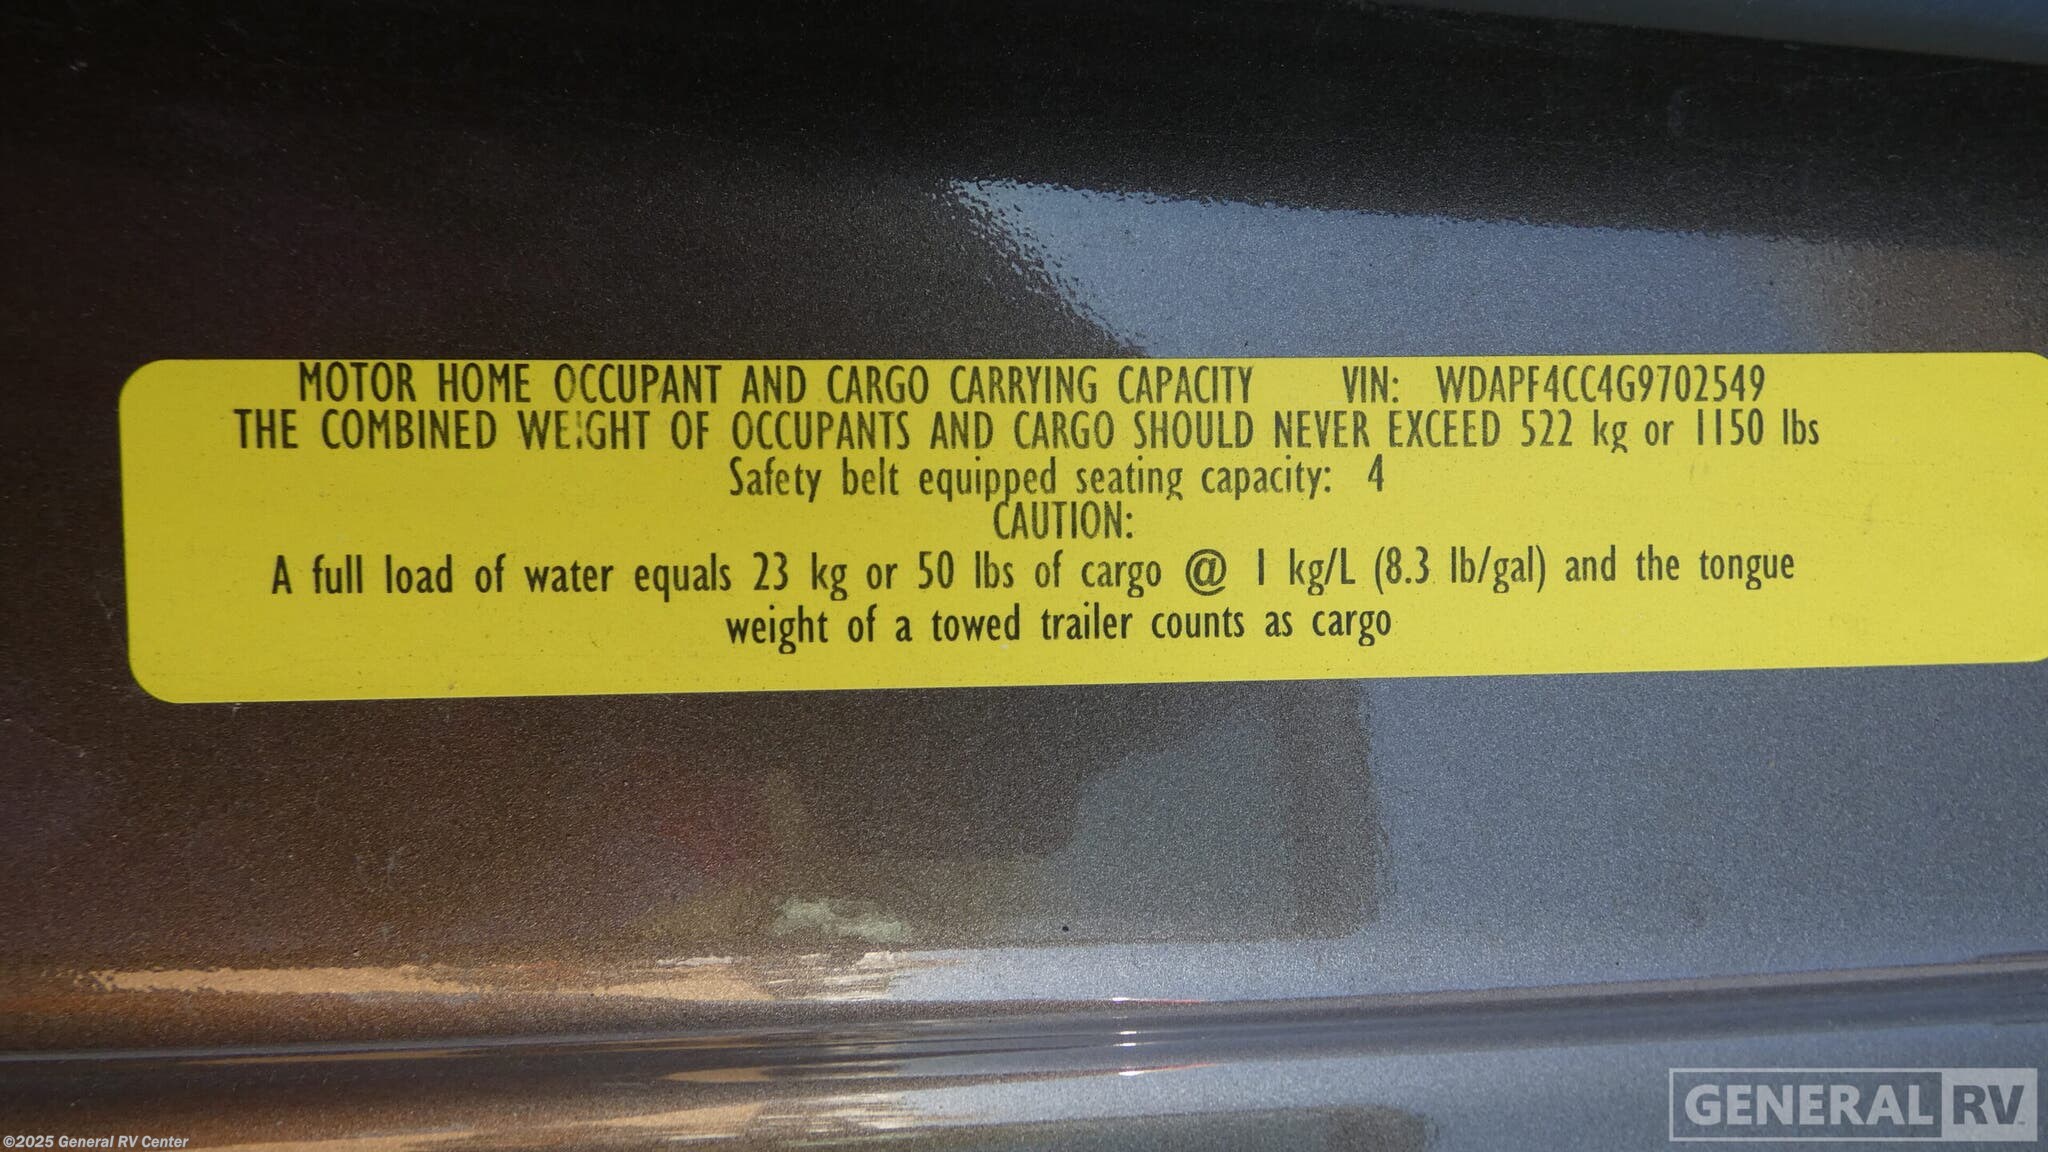 MOTOR HOME OCCUPANT AND CARGO CARRYING CAPACITY VIN: WDAPF4CC4G9702549
THE COMBINED WEIGHT OF OCCUPANTS AND CARGO SHOULD NEVER EXCEED 522 kg or 1150 lbs
Safety belt equipped seating capacity: 4
CAUTION:
A full load of water equals 23 kg or 50 lbs of cargo @ 1 kg/L (8.3 lb/gal) and the tongue
weight of a towed trailer counts as cargo
GENERAL RV
©2025 General RV Center